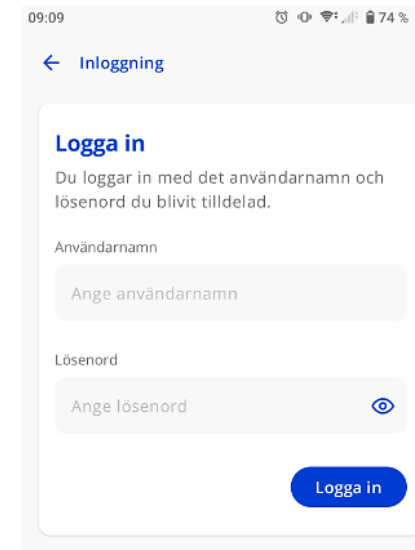 09:09 74 %
Inloggning
Logga in
Du loggar in med det användarnamn och
lösenord du blivit tilldelad.
Användarnamn
Ange användarnamn
Lösenord
Ange lösenord
Logga in